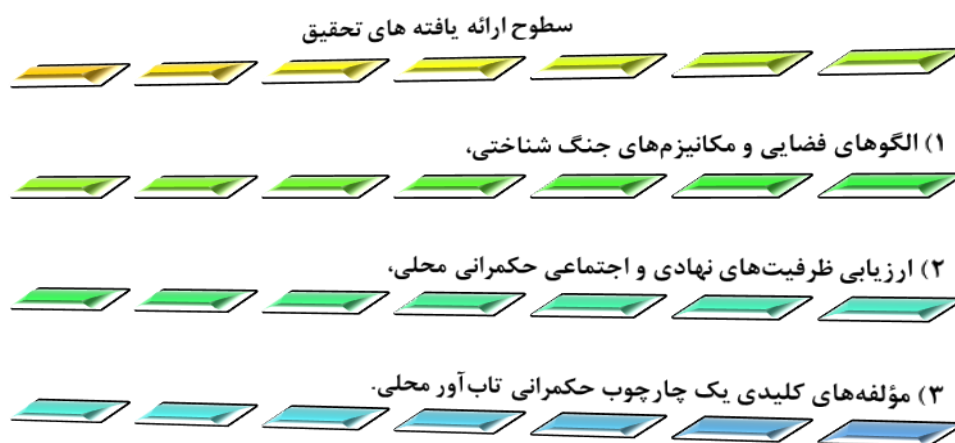 سطوح ارائه یافته های تحقیق
۱) الگوهای فضایی و مکانیزم‌های جنگ شناختی،
۲) ارزیابی ظرفیت‌های نهادی و اجتماعی حکمرانی محلی،
۳) مؤلفه‌های کلیدی یک چارچوب حکمرانی تاب‌آور محلی.